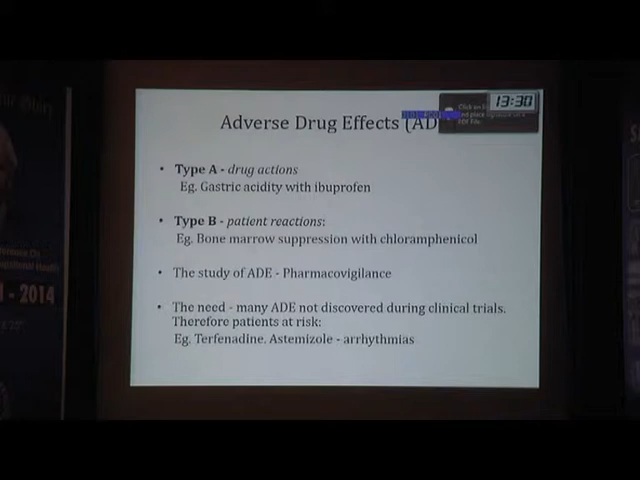 13:30
Adverse Drug Effects (AD
• Type A - drug actions
Eg. Gastric acidity with ibuprofen
• Type B - patient reactions:
Eg. Bone marrow suppression with chloramphenicol
• The study of ADE - Pharmacovigilance
• The need - many ADE not discovered during clinical trials.
Therefore patients at risk:
Eg. Terfenadine. Astemizole - arrhythmias
- 2014